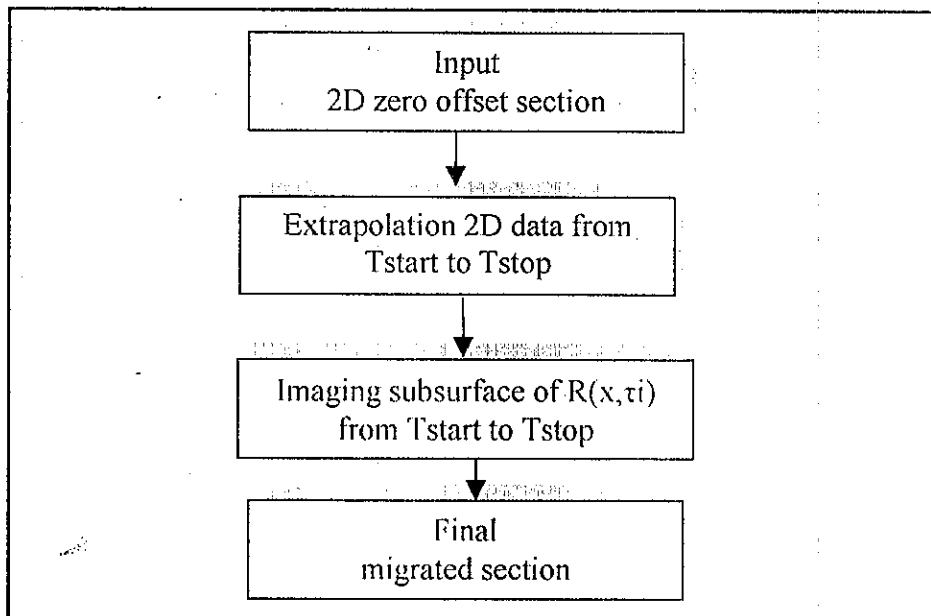 Input
2D zero offset section
Extrapolation 2D data from
Tstart to Tstop
Imaging subsurface of R(x,τi)
from Tstart to Tstop
Final
migrated section